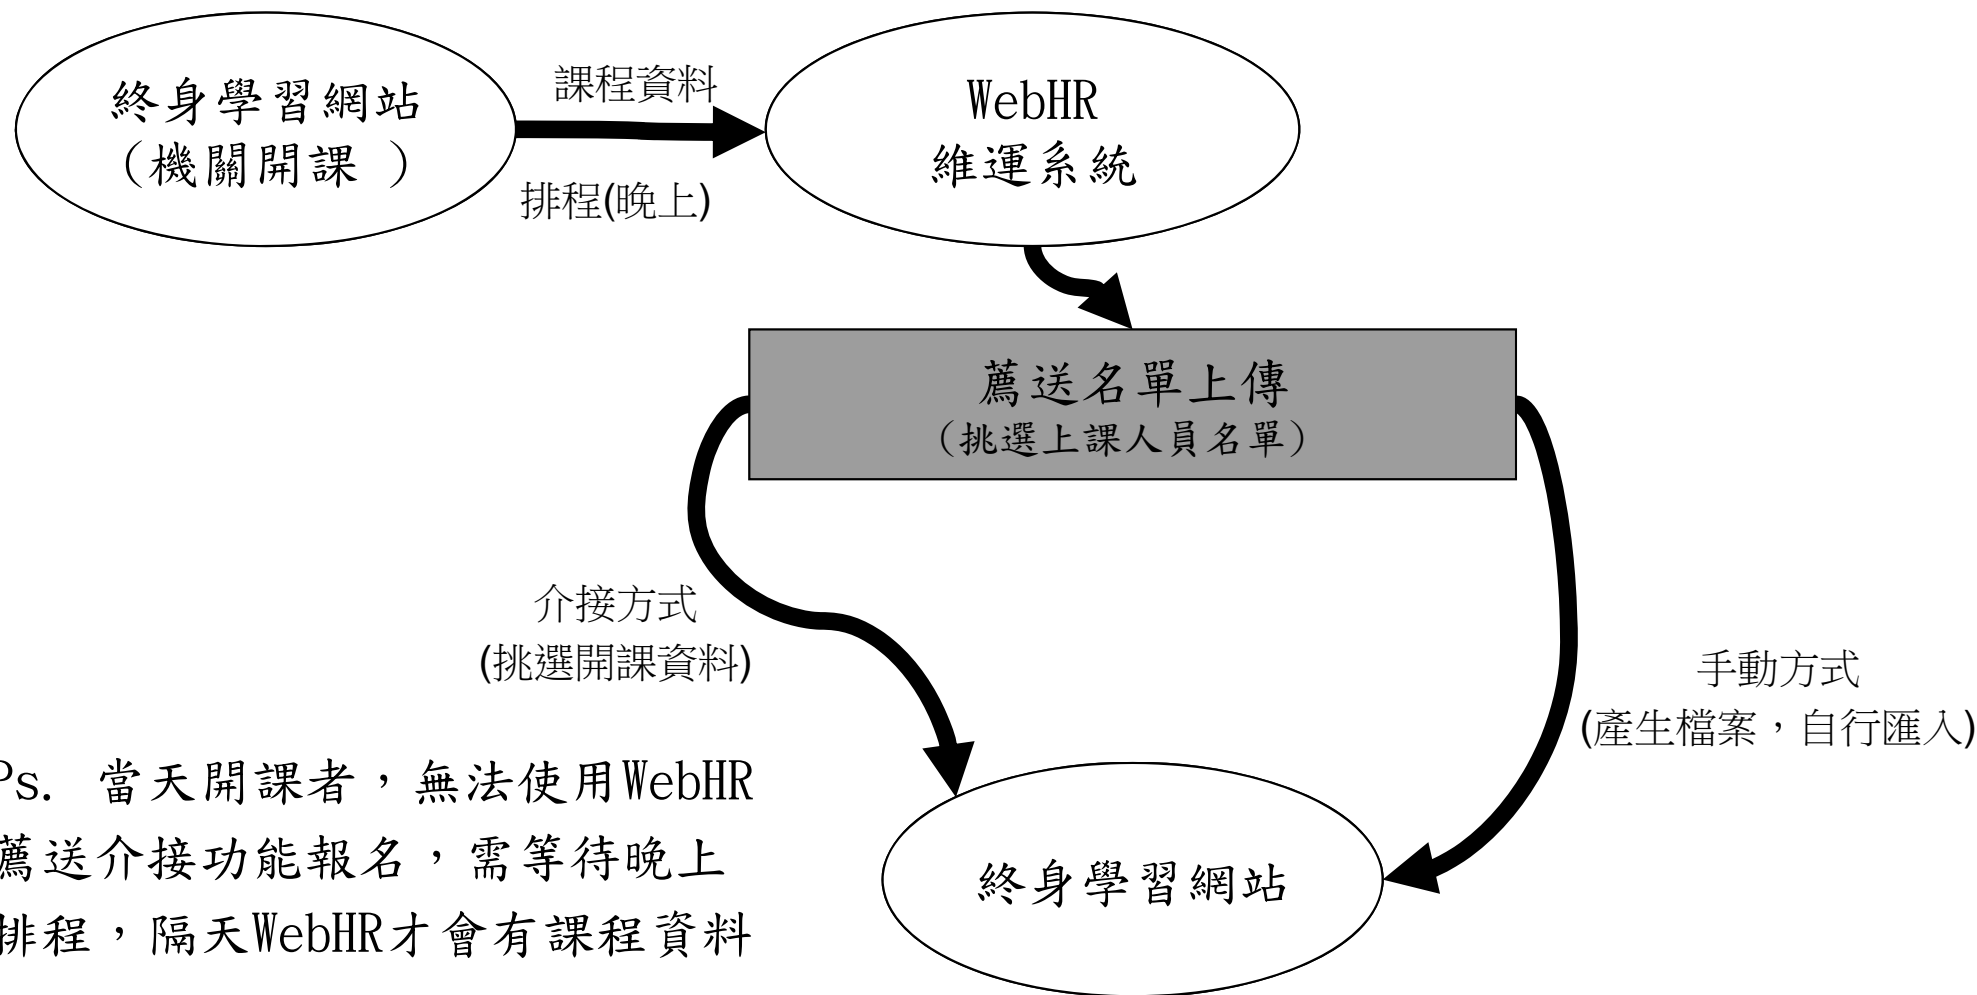 終身學習網站
(機關開課 )
課程資料
排程(晚上)
WebHR
維運系統
薦送名單上傳
(挑選上課人員名單)
介接方式
(挑選開課資料)
手動方式
(產生檔案，自行匯入)
Ps. 當天開課者，無法使用WebHR
薦送介接功能報名，需等待晚上
排程，隔天WebHR才會有課程資料
終身學習網站